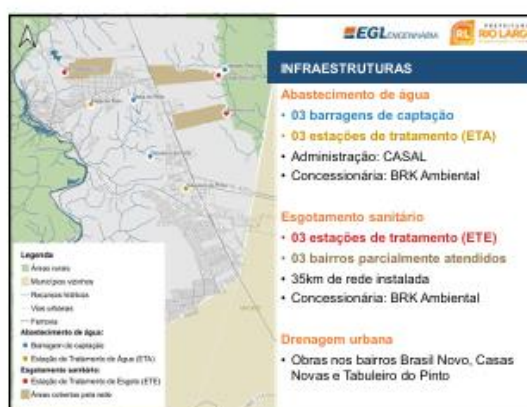 EGL ENGENHARIA
PREFEITURA
RIO LARGO
INFRAESTRUTURAS
Abastecimento de água
• 03 barragens de captação
• 03 estações de tratamento (ETA)
• Administração: CASAL
• Concessionária: BRK Ambiental
Esgotamento sanitário
• 03 estações de tratamento (ETE)
• 03 bairros parcialmente atendidos
• 35km de rede instalada
• Concessionária: BRK Ambiental
Drenagem urbana
• Obras nos bairros Brasil Novo, Casas
Novas e Tabuleiro do Pinto
Legenda
Áreas rurais
Municípios vizinhos
Recursos hídricos
Vias urbanas
Ferrovia
Abastecimento de água:
Barragem de captação
Estação de Tratamento de Água (ETA)
Esgotamento sanitário:
Estação de Tratamento de Esgoto (ETE)
Áreas cobertas pela rede